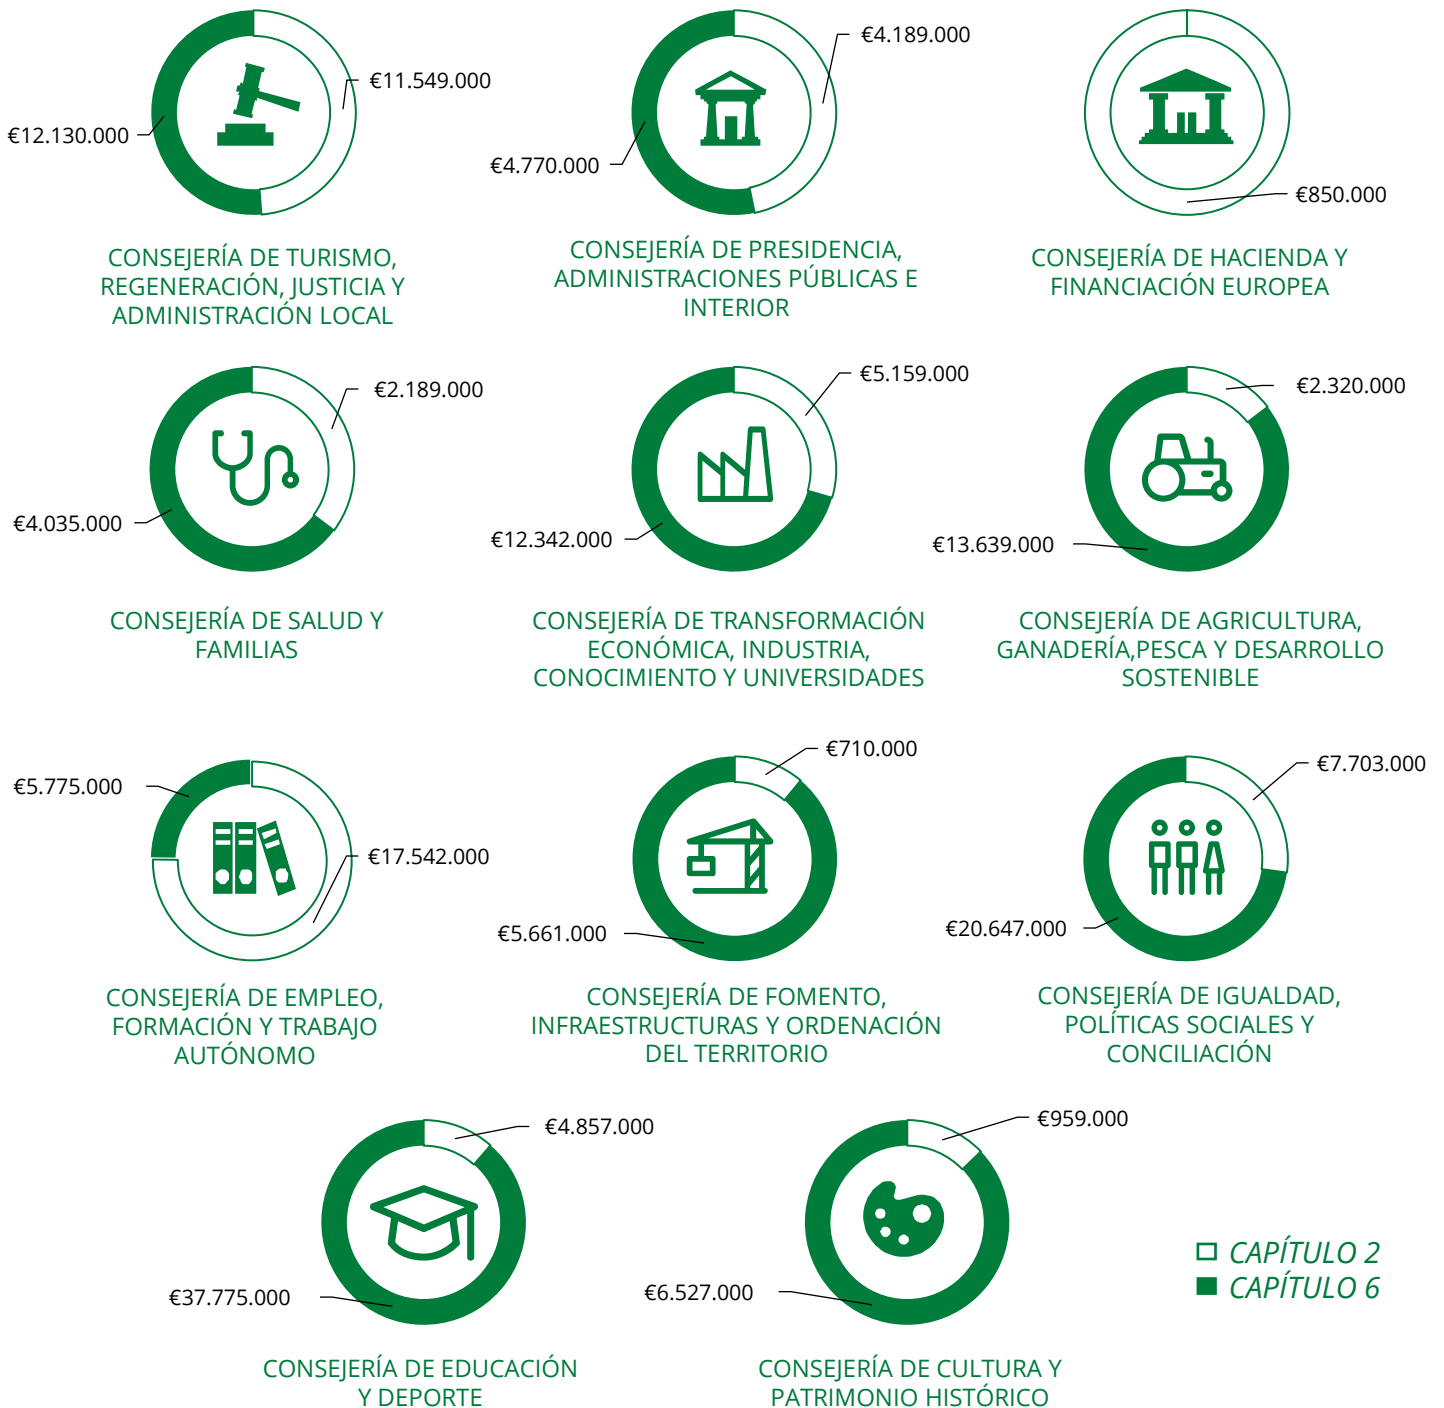 €11.549.000
€12.130.000
CONSEJERÍA DE TURISMO,
REGENERACIÓN, JUSTICIA Y
ADMINISTRACIÓN LOCAL
€4.189.000
€4.770.000
CONSEJERÍA DE PRESIDENCIA,
ADMINISTRACIONES PÚBLICAS E
INTERIOR
€850.000
CONSEJERÍA DE HACIENDA Y
FINANCIACIÓN EUROPEA
€2.189.000
€4.035.000
CONSEJERÍA DE SALUD Y
FAMILIAS
€5.159.000
€12.342.000
CONSEJERÍA DE TRANSFORMACIÓN
ECONÓMICA, INDUSTRIA,
CONOCIMIENTO Y UNIVERSIDADES
€2.320.000
€13.639.000
CONSEJERÍA DE AGRICULTURA,
GANADERÍA,PESCA Y DESARROLLO
SOSTENIBLE
€5.775.000
€17.542.000
CONSEJERÍA DE EMPLEO,
FORMACIÓN Y TRABAJO
AUTÓNOMO
€710.000
€5.661.000
CONSEJERÍA DE FOMENTO,
INFRAESTRUCTURAS Y ORDENACIÓN
DEL TERRITORIO
€7.703.000
€20.647.000
CONSEJERÍA DE IGUALDAD,
POLÍTICAS SOCIALES Y
CONCILIACIÓN
€4.857.000
€37.775.000
CONSEJERÍA DE EDUCACIÓN
Y DEPORTE
€959.000
€6.527.000
CONSEJERÍA DE CULTURA Y
PATRIMONIO HISTÓRICO
CAPÍTULO 2
CAPÍTULO 6